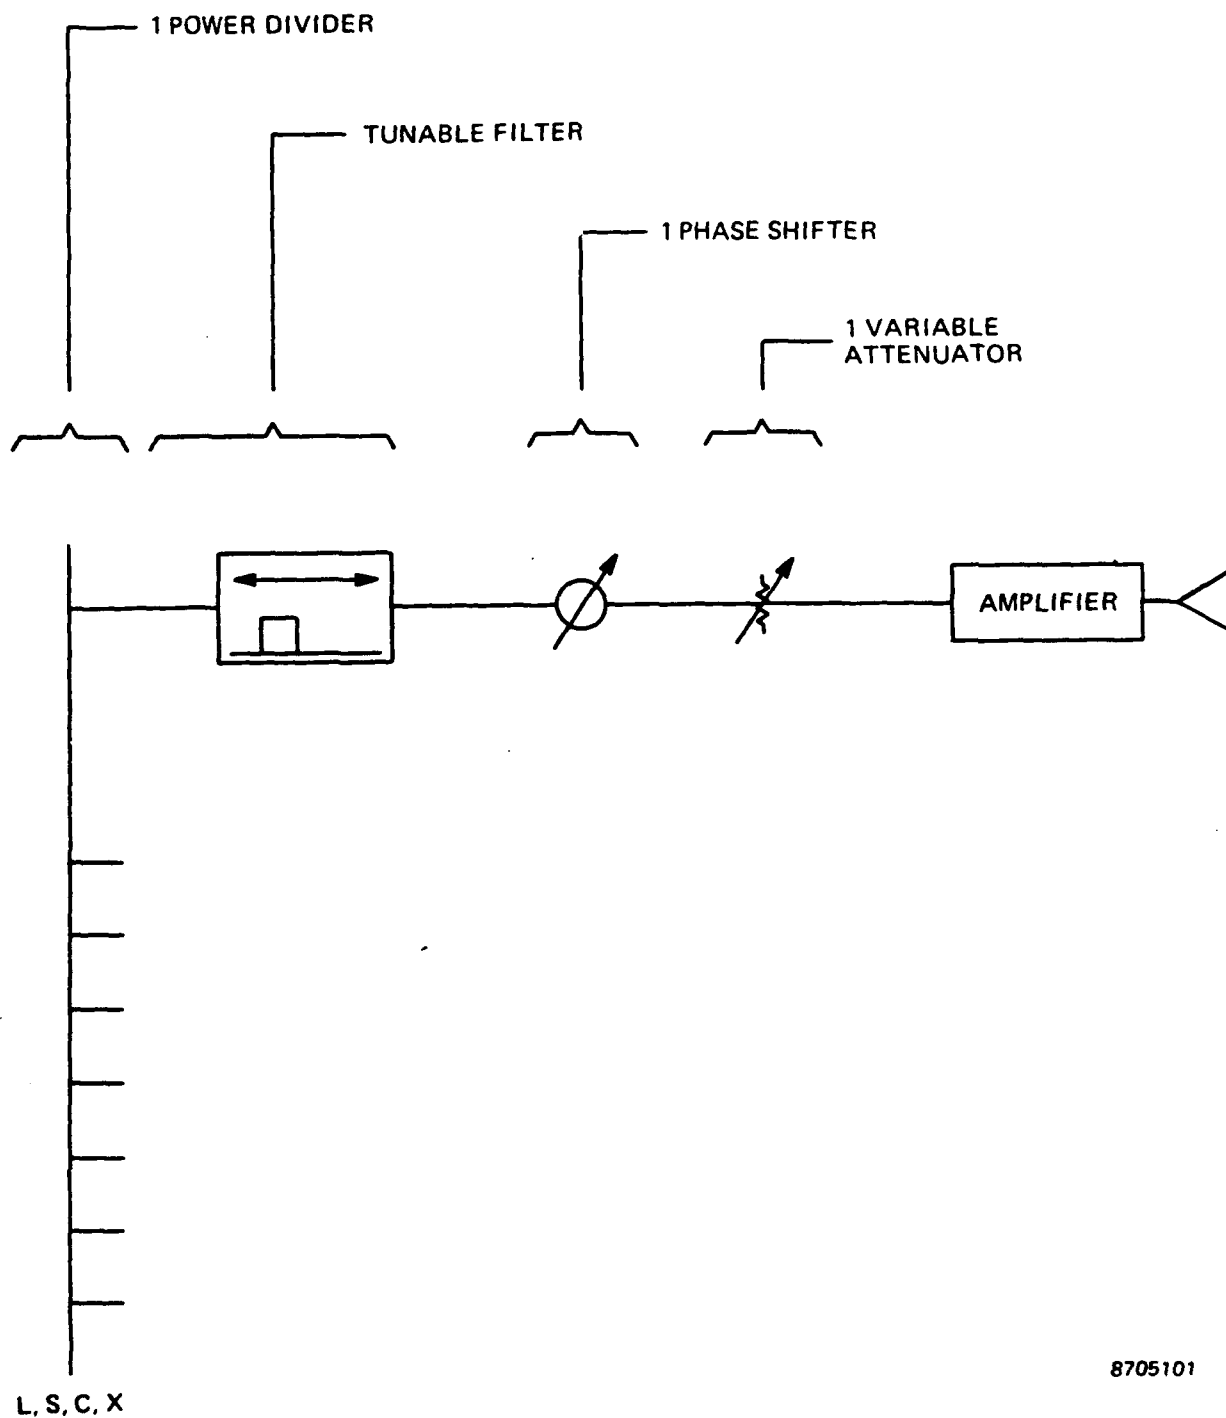 1 POWER DIVIDER
TUNABLE FILTER
1 PHASE SHIFTER
1 VARIABLE
ATTENUATOR
AMPLIFIER
8705101
L, S, C, X